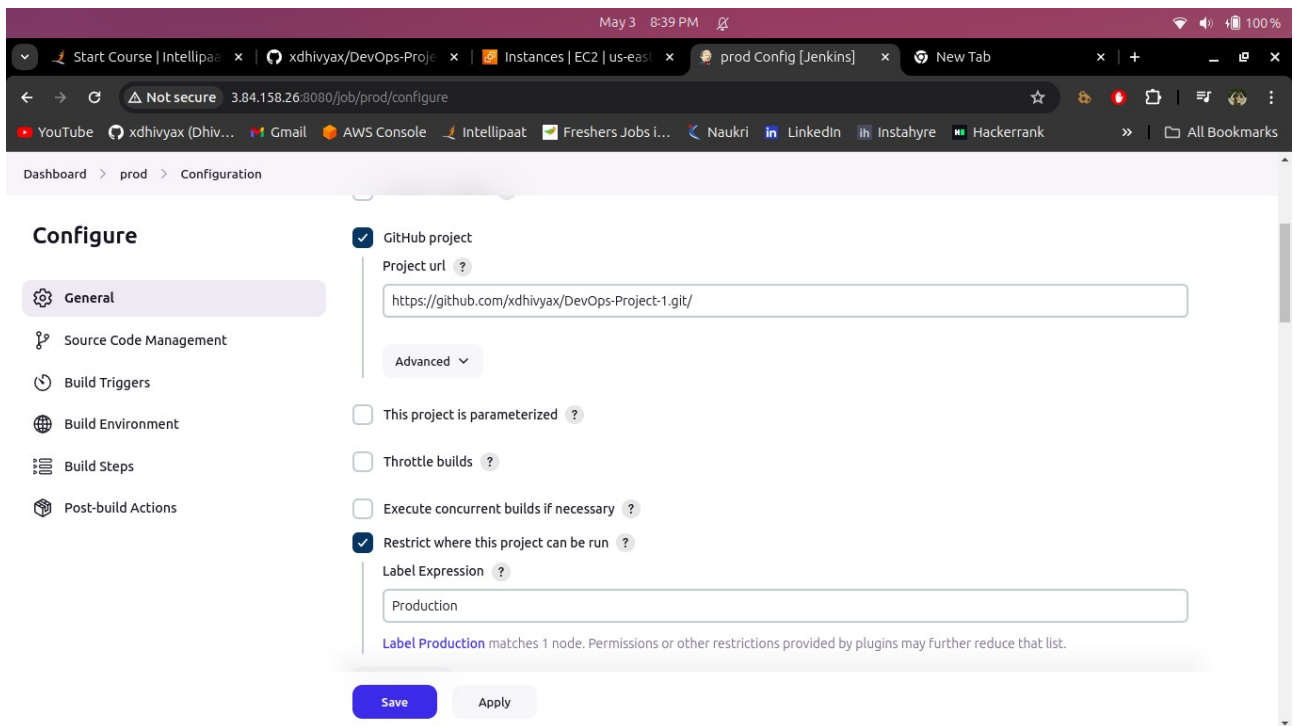 May 3 8:39 PM
100 %
Start Course | Intellipaa
xdhivyax/DevOps-Proje
Instances | EC2 | us-east
prod Config [Jenkins]
New Tab
Not secure 3.84.158.26:8080/job/prod/configure
YouTube xdhivyax (Dhiv... Gmail AWS Console Intellipaat Freshers Jobs i... Naukri LinkedIn Instahyre Hackerrank » All Bookmarks
Dashboard > prod > Configuration
Configure
General
Source Code Management
Build Triggers
Build Environment
Build Steps
Post-build Actions
GitHub project
Project url ?
https://github.com/xdhivyax/DevOps-Project-1.git/
Advanced
This project is parameterized ?
Throttle builds ?
Execute concurrent builds if necessary ?
Restrict where this project can be run ?
Label Expression ?
Production
Label Production matches 1 node. Permissions or other restrictions provided by plugins may further reduce that list.
Save
Apply